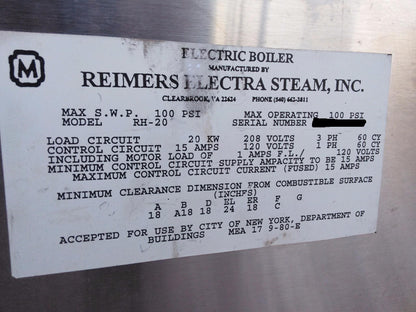 M
ELECTRIC BOILER
MANUFACTURED BY
REIMERS ELECTRA STEAM, INC.
CLEARBROOK, VA 22624 PHONE (540) 662-3811
MAX S.W.P. 100 PSI MAX OPERATING 100 PSI
MODEL RH-20 SERIAL NUMBER
LOAD CIRCUIT 20 KW 208 VOLTS 3 PH 60 CY
CONTROL CIRCUIT 15 AMPS 120 VOLTS 1 PH 60 CY
INCLUDING MOTOR LOAD OF 1 AMPS F.L./ 120 VOLTS
MINIMUM CONTROL CIRCUIT SUPPLY AMPACITY TO BE 15 AMPS
MAXIMUM CONTROL CIRCUIT CURRENT (FUSED) 15 AMPS
MINIMUM CLEARANCE DIMENSION FROM COMBUSTIBLE SURFACE
(INCHES)
A B D EL ER F G
18 A18 18 24 18 C
ACCEPTED FOR USE BY CITY OF NEW YORK, DEPARTMENT OF
BUILDINGS MEA 17 9-80-E